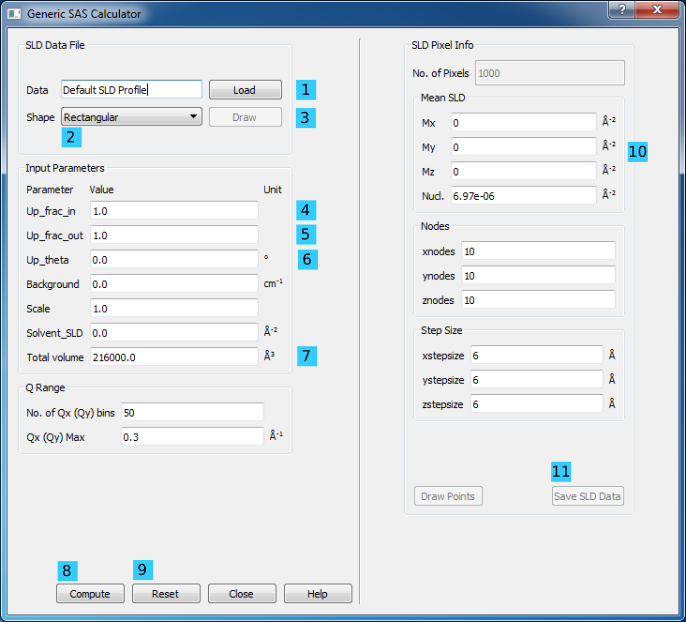 Generic SAS Calculator
?
SLD Data File
Data Default SLD Profile Load 1
Shape Rectangular Draw 3
2
Input Parameters
Parameter Value Unit
Up_frac_in 1.0 4
Up_frac_out 1.0 5
Up_theta 0.0 ° 6
Background 0.0 cm⁻¹
Scale 1.0
Solvent_SLD 0.0 Å⁻²
Total volume 216000.0 Å³ 7
Q Range
No. of Qx (Qy) bins 50
Qx (Qy) Max 0.3 Å⁻¹
8 9
Compute Reset Close Help
SLD Pixel Info
No. of Pixels 1000
Mean SLD
Mx 0 Å⁻²
My 0 Å⁻² 10
Mz 0 Å⁻²
Nucl. 6.97e-06 Å⁻²
Nodes
xnodes 10
ynodes 10
znodes 10
Step Size
xstepsize 6 Å
ystepsize 6 Å
zstepsize 6 Å
11
Draw Points Save SLD Data